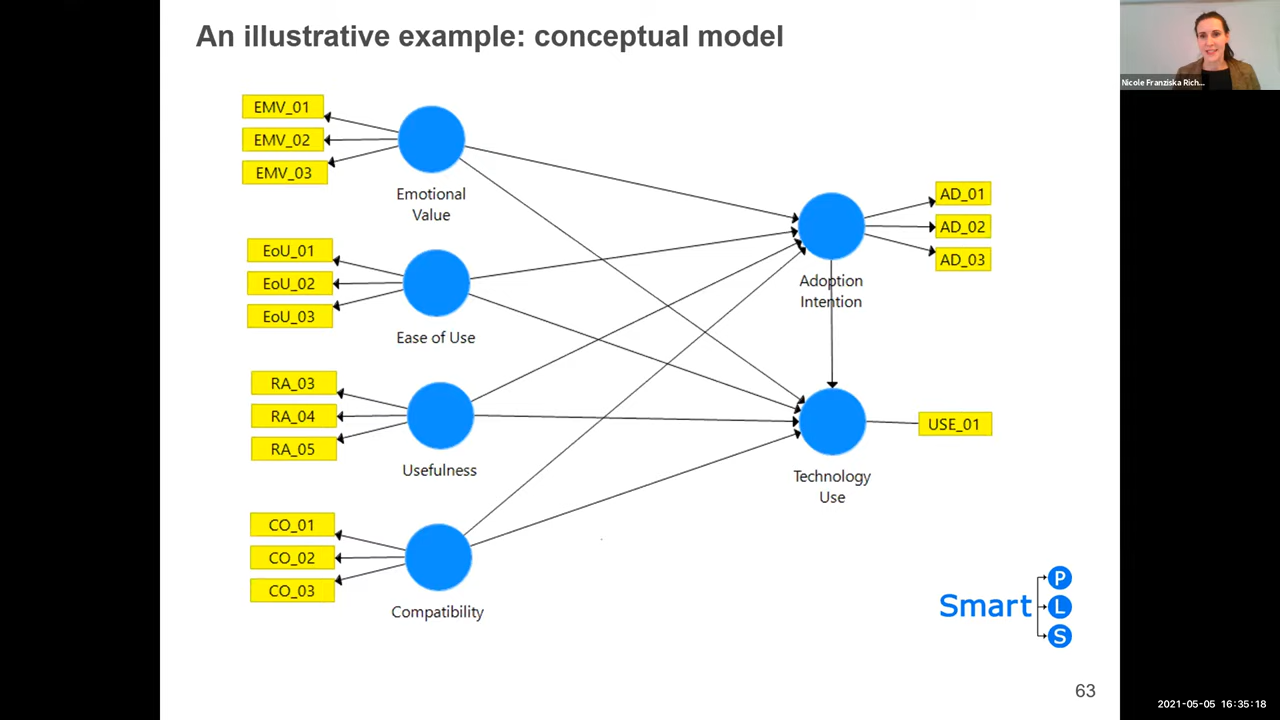 An illustrative example: conceptual model
Nicole Franziska Rich...
EMV_01
EMV_02
EMV_03
Emotional
Value
EoU_01
EoU_02
EoU_03
Ease of Use
RA_03
RA_04
RA_05
Usefulness
CO_01
CO_02
CO_03
Compatibility
AD_01
AD_02
AD_03
Adoption
Intention
USE_01
Technology
Use
Smart
P
L
S
63
2021-05-05 16:35:18